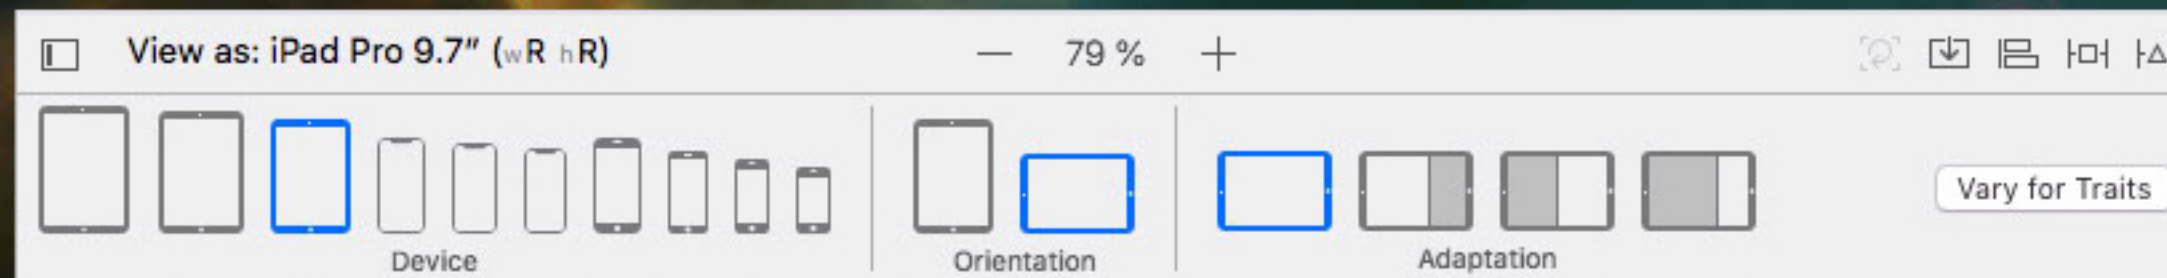 View as: iPad Pro 9.7″ (wR hR)
79 %
Vary for Traits
Device
Orientation
Adaptation